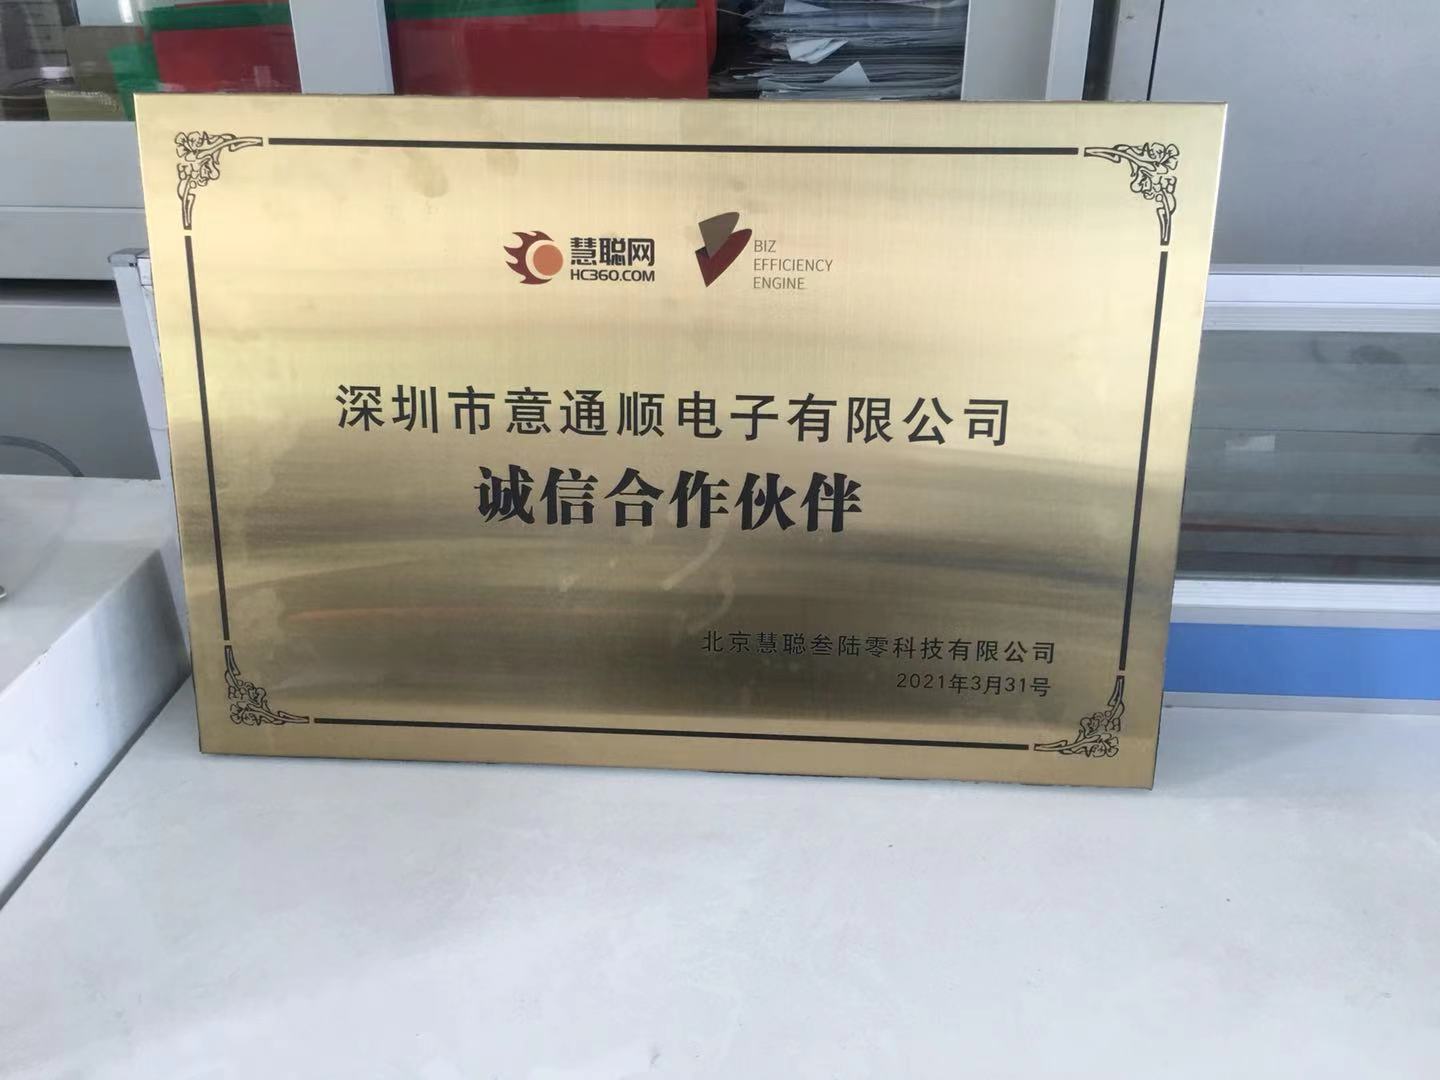 慧聪网
HC360.COM
BIZ
EFFICIENCY
ENGINE
深圳市意通顺电子有限公司
诚信合作伙伴
北京慧聪叁陆零科技有限公司
2021年3月31号